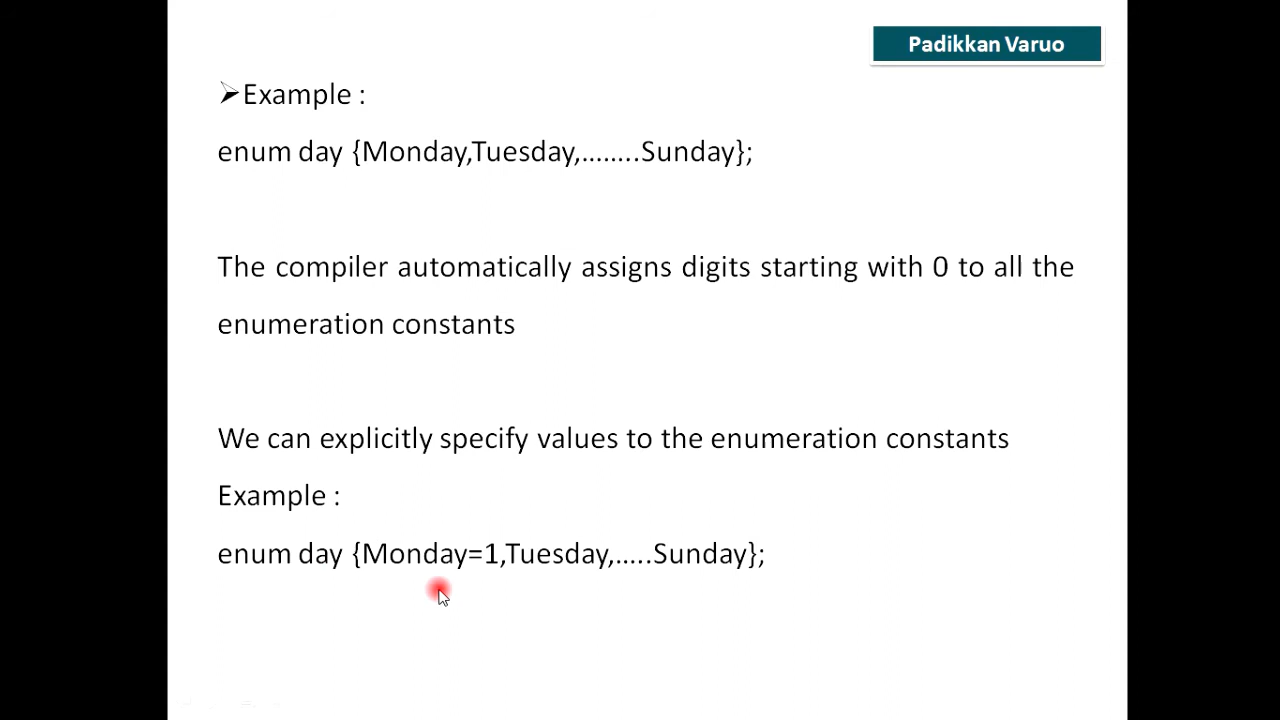 Padikkan Varuo
➢Example :
enum day {Monday,Tuesday,........Sunday};
The compiler automatically assigns digits starting with 0 to all the
enumeration constants
We can explicitly specify values to the enumeration constants
Example :
enum day {Monday=1,Tuesday,.....Sunday};